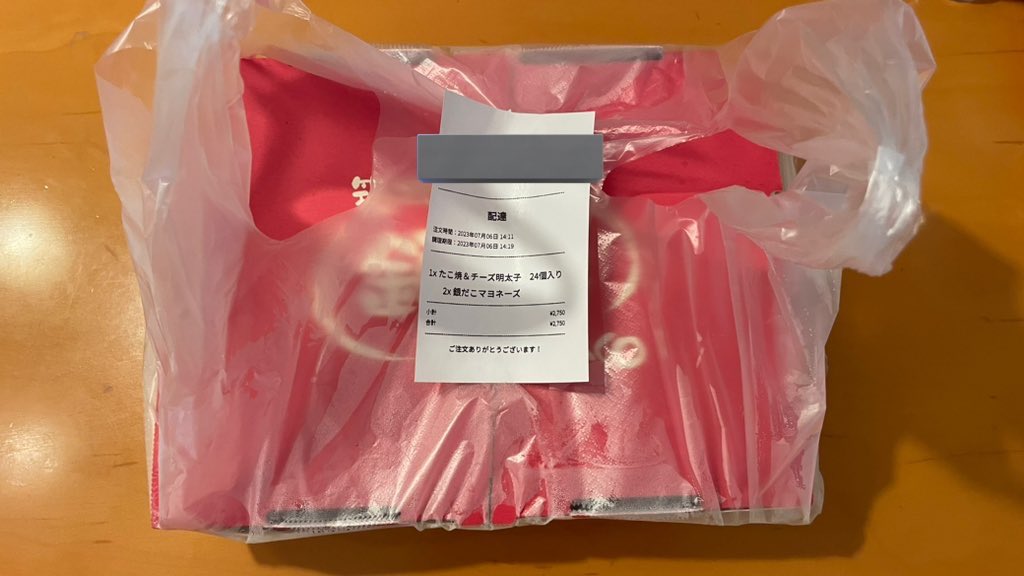 配達
注文時間：2023年07月06日 14:11
調理期限：2023年07月06日 14:19
1x たこ焼＆チーズ明太子 24個入り
2x 銀だこマヨネーズ
小計 ¥2,750
合計 ¥2,750
ご注文ありがとうございます！